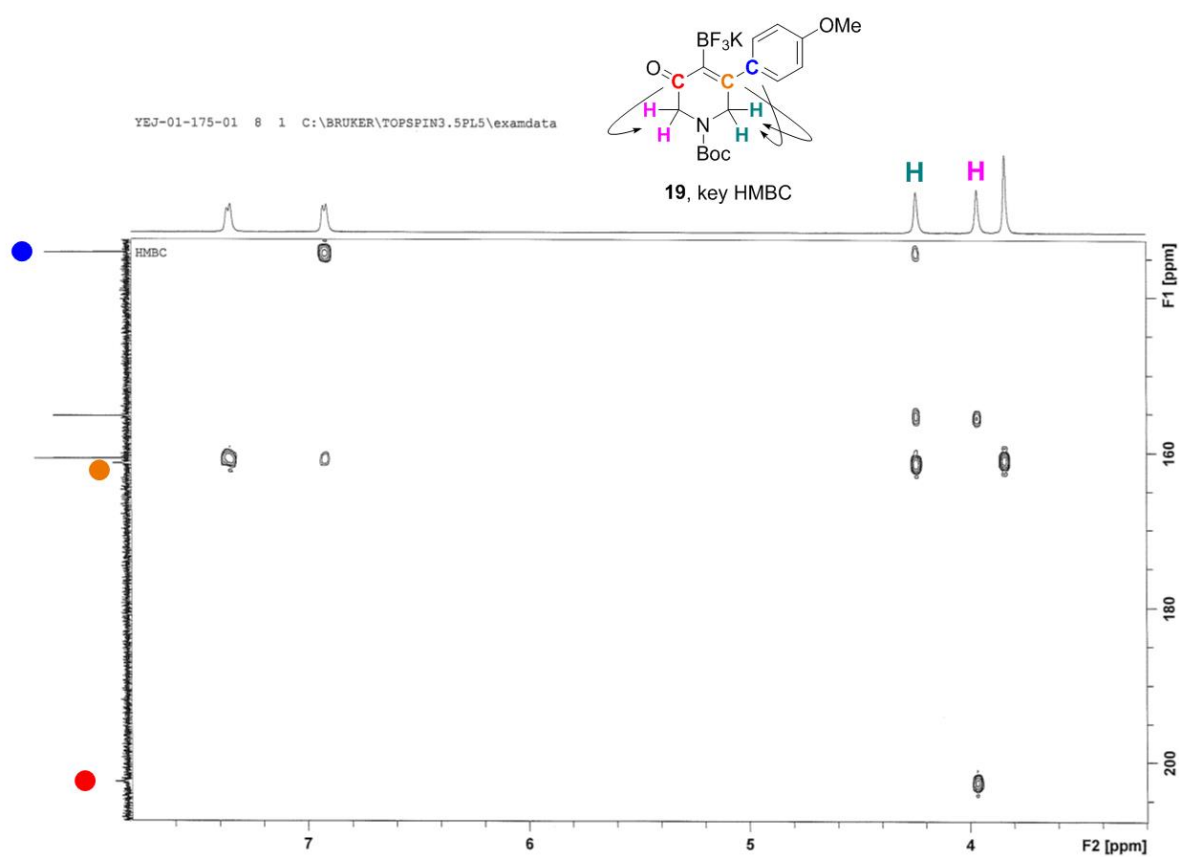 OMe
BF3K
O
C
C
C
H
H
H
H
N
Boc
YEJ-01-175-01 8 1 C:\BRUKER\TOPSPIN3.5PL5\examdata
19, key HMBC
H
H
HMBC
F1 [ppm]
160
180
200
7
6
5
4
F2 [ppm]